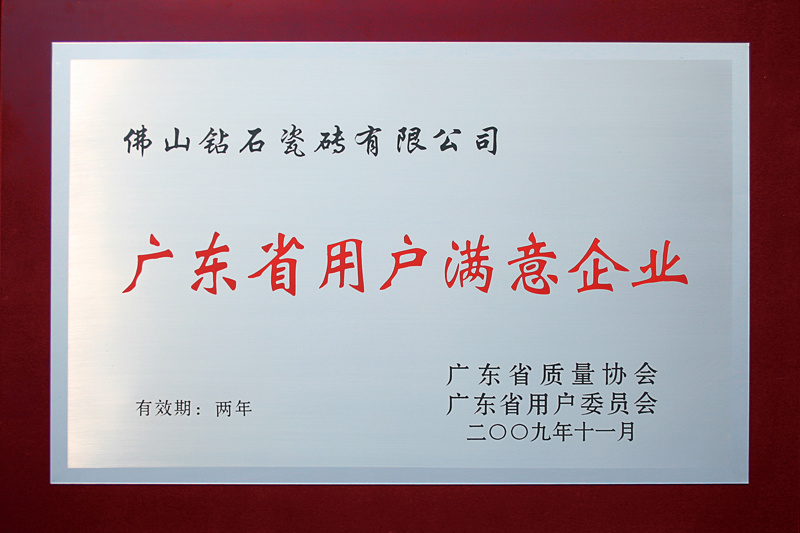 佛山钻石瓷砖有限公司
广东省用户满意企业
广东省质量协会
有效期：两年
广东省用户委员会
二〇〇九年十一月